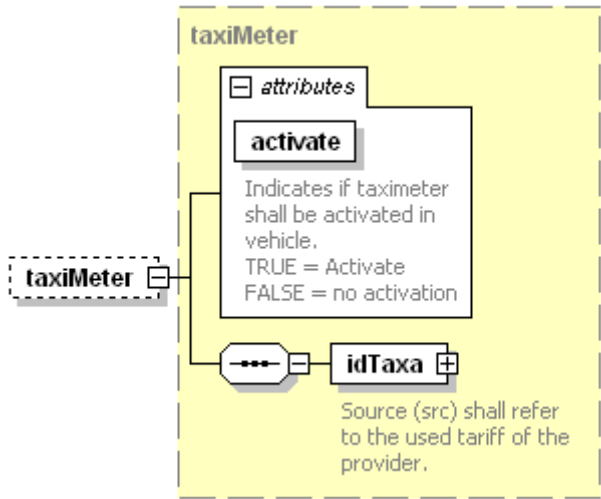 taxiMeter
attributes
activate
Indicates if taximeter
shall be activated in
vehicle.
TRUE = Activate
FALSE = no activation
taxiMeter
idTaxa
Source (src) shall refer
to the used tariff of the
provider.